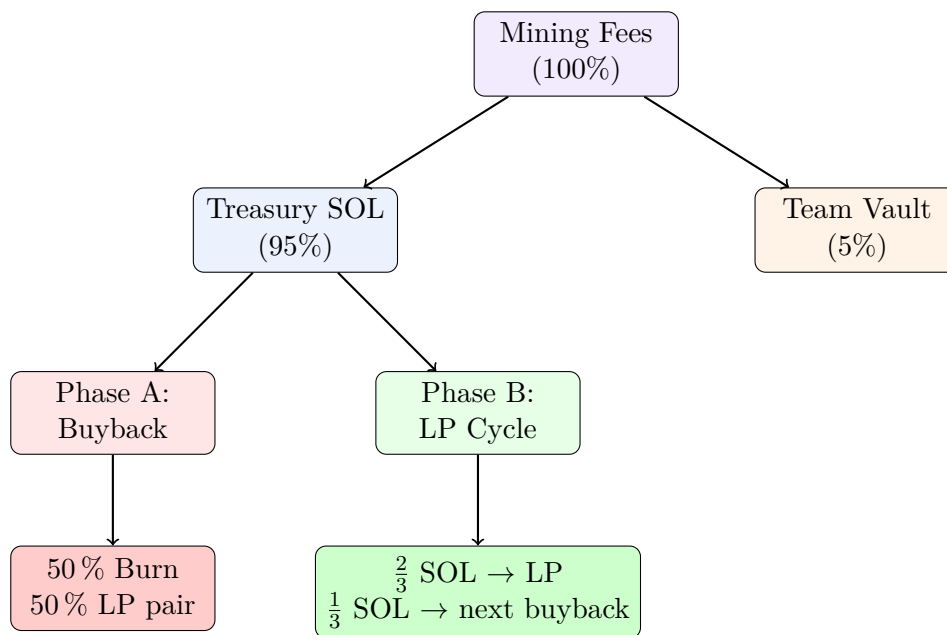 Mining Fees
(100%)
Treasury SOL
(95%)
Team Vault
(5%)
Phase A:
Buyback
Phase B:
LP Cycle
50 % Burn
50 % LP pair
2/3 SOL → LP
1/3 SOL → next buyback